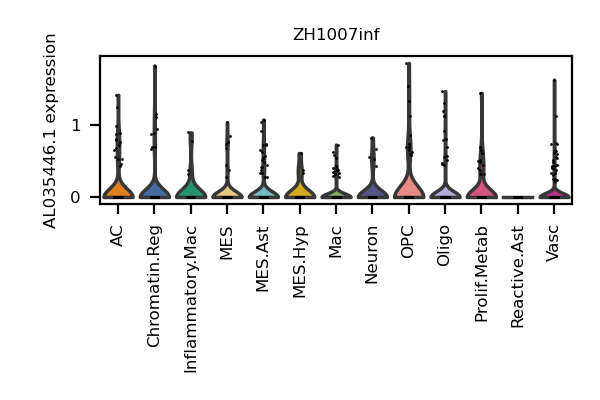 ZH1007inf
AL035446.1 expression
1
0
AC
Chromatin.Reg
Inflammatory.Mac
MES
MES.Ast
MES.Hyp
Mac
Neuron
OPC
Oligo
Prolif.Metab
Reactive.Ast
Vasc